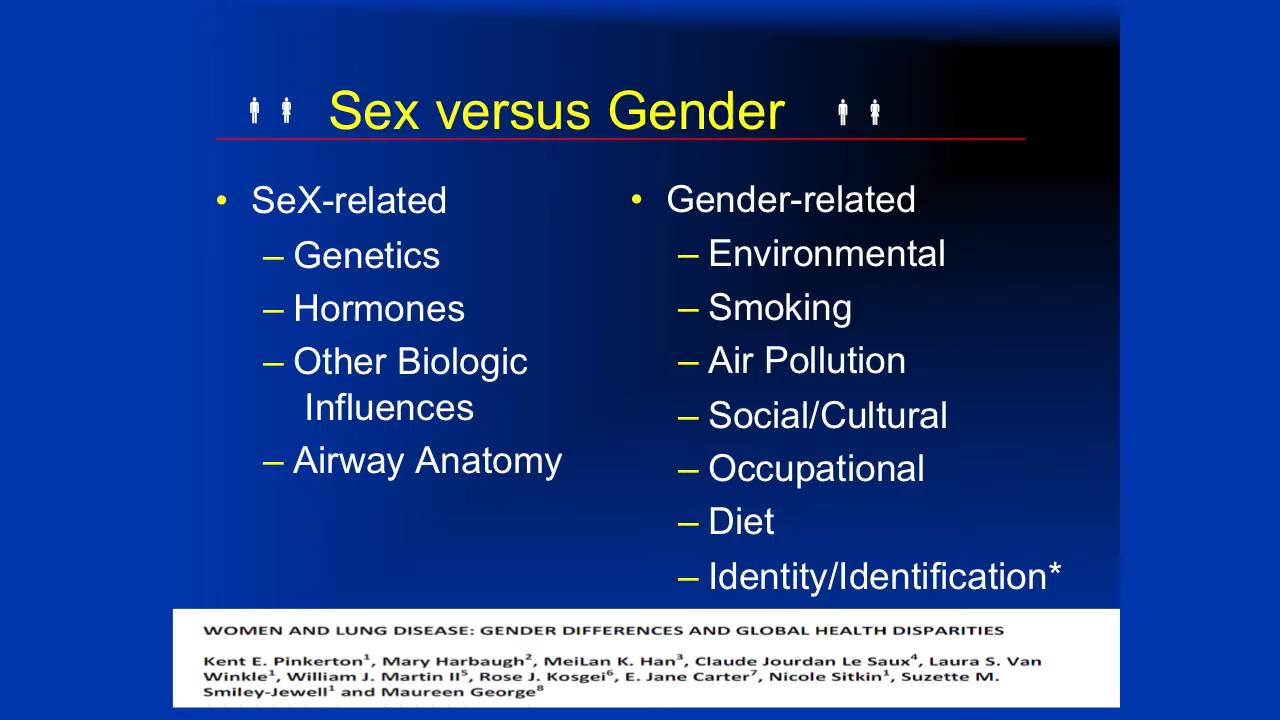 Sex versus Gender
• SeX-related
– Genetics
– Hormones
– Other Biologic
Influences
– Airway Anatomy
• Gender-related
– Environmental
– Smoking
– Air Pollution
– Social/Cultural
– Occupational
– Diet
– Identity/Identification*
WOMEN AND LUNG DISEASE: GENDER DIFFERENCES AND GLOBAL HEALTH DISPARITIES
Kent E. Pinkerton1, Mary Harbaugh2, MeiLan K. Han3, Claude Jourdan Le Saux4, Laura S. Van
Winkle1, William J. Martin II5, Rose J. Kosgei6, E. Jane Carter7, Nicole Sitkin1, Suzette M.
Smiley-Jewell1 and Maureen George8